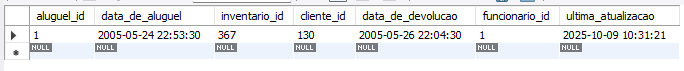 aluguel_id data_de_aluguel inventario_id cliente_id data_de_devolucao funcionario_id ultima_atualizacao
1 2005-05-24 22:53:30 367 130 2005-05-26 22:04:30 1 2025-10-09 10:31:21
NULL NULL NULL NULL NULL NULL NULL